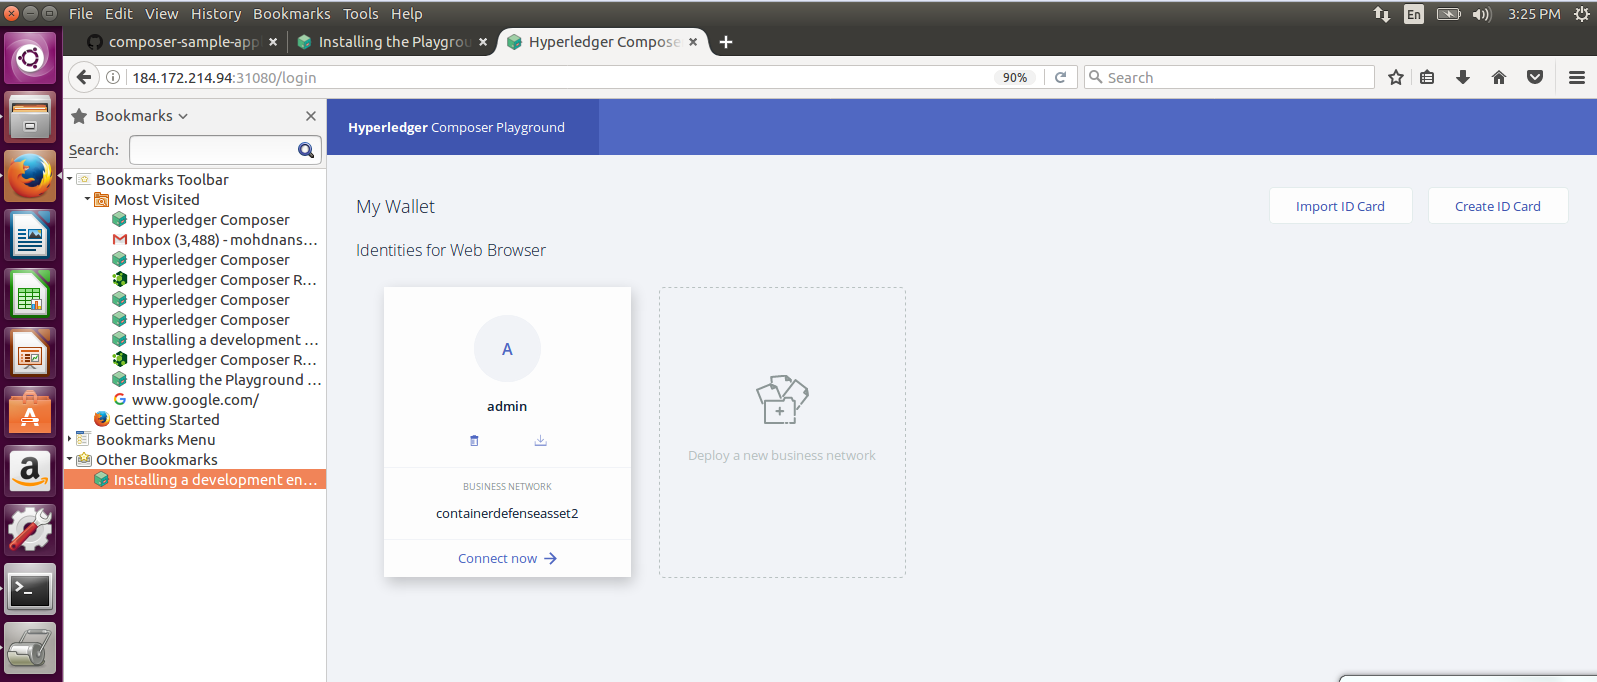 File Edit View History Bookmarks Tools Help
En
3:25 PM
composer-sample-app
Installing the Playgrou
Hyperledger Compose
184.172.214.94:31080/login
90%
Search
Bookmarks
Search:
Bookmarks Toolbar
Most Visited
Hyperledger Composer
Inbox (3,488) - mohdnans...
Hyperledger Composer
Hyperledger Composer R...
Hyperledger Composer
Hyperledger Composer
Installing a development ...
Hyperledger Composer R...
Installing the Playground ...
www.google.com/
Getting Started
Bookmarks Menu
Other Bookmarks
Installing a development en...
Hyperledger Composer Playground
My Wallet
Import ID Card
Create ID Card
Identities for Web Browser
A
admin
BUSINESS NETWORK
containerdefenseasset2
Connect now
Deploy a new business network